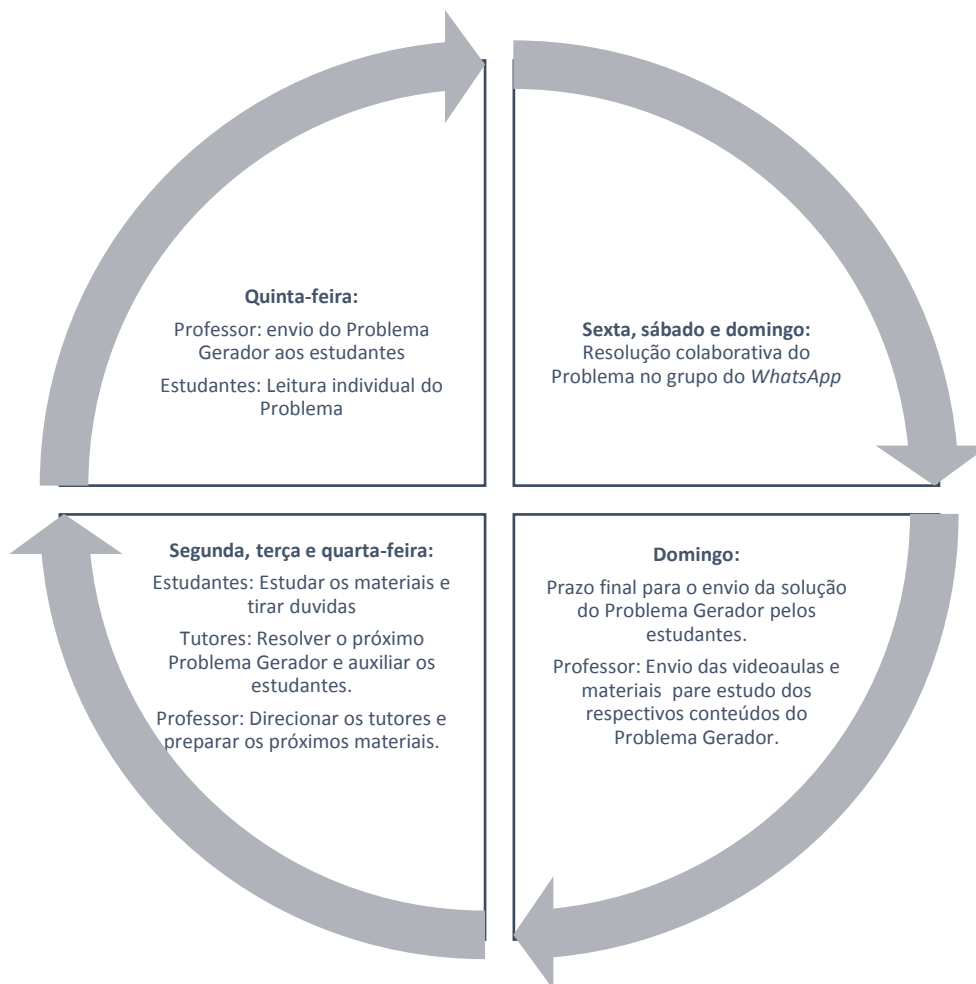 Quinta-feira:
Professor: envio do Problema
Gerador aos estudantes
Estudantes: Leitura individual do
Problema
Sexta, sábado e domingo:
Resolução colaborativa do
Problema no grupo do WhatsApp
Domingo:
Prazo final para o envio da solução
do Problema Gerador pelos
estudantes.
Professor: Envio das videoaulas e
materiais pare estudo dos
respectivos conteúdos do
Problema Gerador.
Segunda, terça e quarta-feira:
Estudantes: Estudar os materiais e
tirar duvidas
Tutores: Resolver o próximo
Problema Gerador e auxiliar os
estudantes.
Professor: Direcionar os tutores e
preparar os próximos materiais.